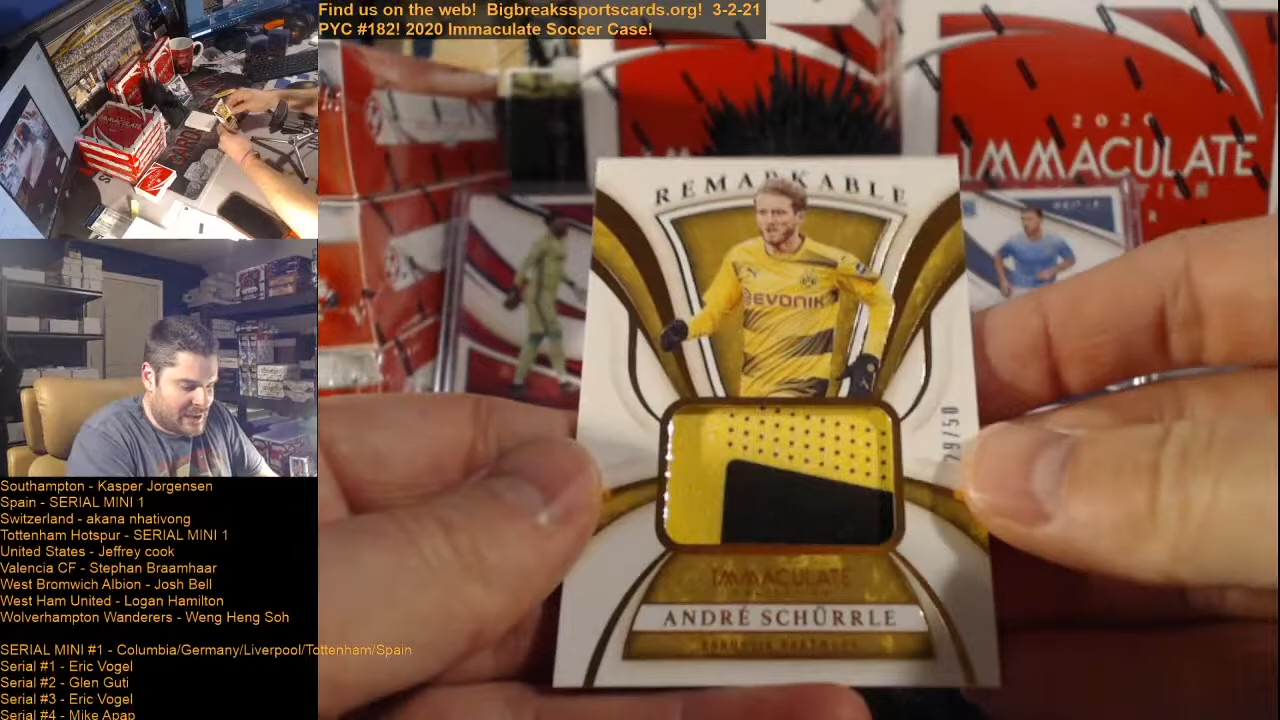 Find us on the web! Bigbreakssportscards.org! 3-2-21
PYC #182! 2020 Immaculate Soccer Case!
2020
IMMACULATE
REMARKABLE
EVONIK
IMMACULATE
ANDRÉ SCHÜRRLE
BORUSSIA DORTMUND
Southampton - Kasper Jorgensen
Spain - SERIAL MINI 1
Switzerland - akana nhativong
Tottenham Hotspur - SERIAL MINI 1
United States - Jeffrey cook
Valencia CF - Stephan Braamhaar
West Bromwich Albion - Josh Bell
West Ham United - Logan Hamilton
Wolverhampton Wanderers - Weng Heng Soh
SERIAL MINI #1 - Columbia/Germany/Liverpool/Tottenham/Spain
Serial #1 - Eric Vogel
Serial #2 - Glen Guti
Serial #3 - Eric Vogel
Serial #4 - Mike Apap